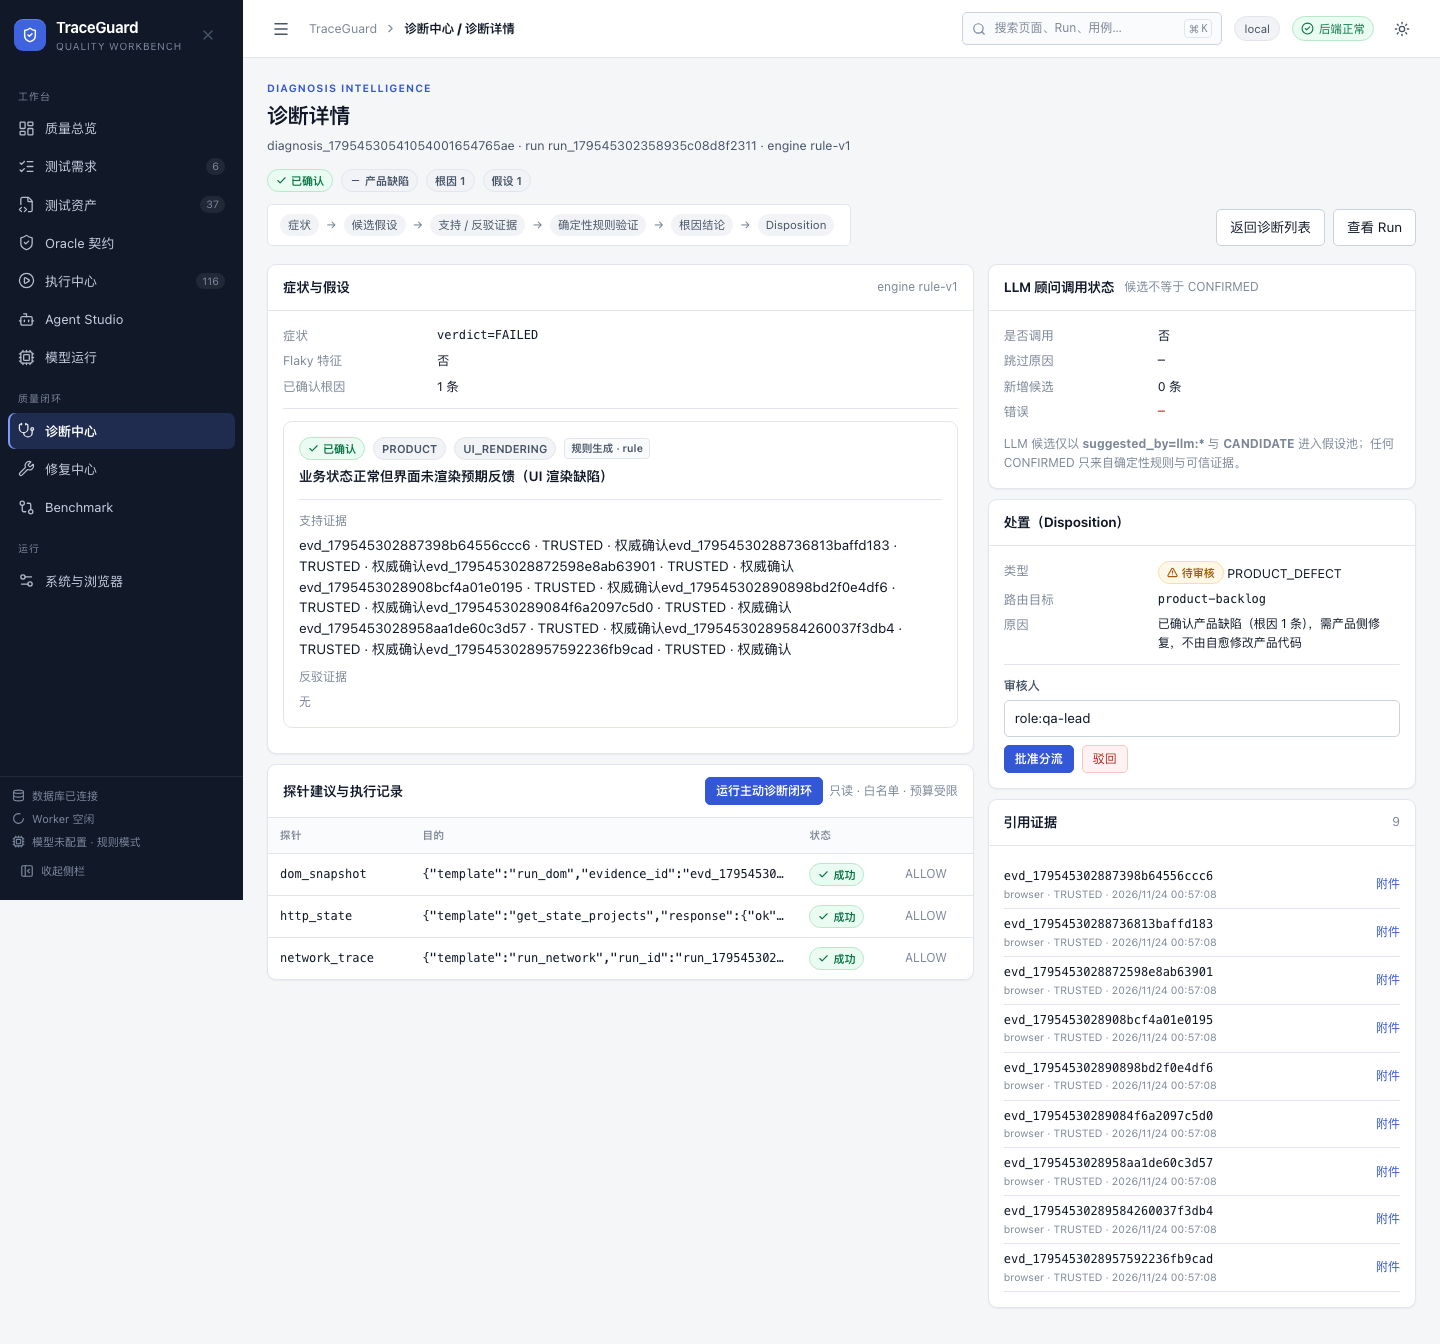 TraceGuard
QUALITY WORKBENCH
工作台
质量总览
测试需求 6
测试资产 37
Oracle 契约
执行中心 116
Agent Studio
模型运行
质量闭环
诊断中心
修复中心
Benchmark
运行
系统与浏览器
数据库已连接
Worker 空闲
模型未配置 · 规则模式
收起侧栏
TraceGuard > 诊断中心 / 诊断详情
搜索页面、Run、用例... ⌘ K
local
后端正常
DIAGNOSIS INTELLIGENCE
诊断详情
diagnosis_17954530541054001654765ae · run run_179545302358935c08d8f2311 · engine rule-v1
已确认 — 产品缺陷 根因 1 假设 1
症状 → 候选假设 → 支持 / 反驳证据 → 确定性规则验证 → 根因结论 → Disposition
返回诊断列表
查看 Run
症状与假设 engine rule-v1
症状 verdict=FAILED
Flaky 特征 否
已确认根因 1 条
已确认 PRODUCT UI_RENDERING 规则生成 · rule
业务状态正常但界面未渲染预期反馈（UI 渲染缺陷）
支持证据
evd_179545302887398b64556ccc6 · TRUSTED · 权威确认evd_17954530288736813baffd183 ·
TRUSTED · 权威确认evd_1795453028872598e8ab63901 · TRUSTED · 权威确认
evd_1795453028908bcf4a01e0195 · TRUSTED · 权威确认evd_179545302890898bd2f0e4df6 ·
TRUSTED · 权威确认evd_17954530289084f6a2097c5d0 · TRUSTED · 权威确认
evd_1795453028958aa1de60c3d57 · TRUSTED · 权威确认evd_17954530289584260037f3db4 ·
TRUSTED · 权威确认evd_1795453028957592236fb9cad · TRUSTED · 权威确认
反驳证据
无
探针建议与执行记录 运行主动诊断闭环 只读 · 白名单 · 预算受限
探针 目的 状态
dom_snapshot {"template":"run_dom","evidence_id":"evd_17954530… 成功 ALLOW
http_state {"template":"get_state_projects","response":{"ok"… 成功 ALLOW
network_trace {"template":"run_network","run_id":"run_179545302… 成功 ALLOW
LLM 顾问调用状态 候选不等于 CONFIRMED
是否调用 否
跳过原因 —
新增候选 0 条
错误 —
LLM 候选仅以 suggested_by=llm:* 与 CANDIDATE 进入假设池；任何
CONFIRMED 只来自确定性规则与可信证据。
处置（Disposition）
类型 待审核 PRODUCT_DEFECT
路由目标 product-backlog
原因 已确认产品缺陷（根因 1 条），需产品侧修
复，不由自愈修改产品代码
审核人
role:qa-lead
批准分流 驳回
引用证据 9
evd_179545302887398b64556ccc6
browser · TRUSTED · 2026/11/24 00:57:08 附件
evd_17954530288736813baffd183
browser · TRUSTED · 2026/11/24 00:57:08 附件
evd_1795453028872598e8ab63901
browser · TRUSTED · 2026/11/24 00:57:08 附件
evd_1795453028908bcf4a01e0195
browser · TRUSTED · 2026/11/24 00:57:08 附件
evd_179545302890898bd2f0e4df6
browser · TRUSTED · 2026/11/24 00:57:08 附件
evd_17954530289084f6a2097c5d0
browser · TRUSTED · 2026/11/24 00:57:08 附件
evd_1795453028958aa1de60c3d57
browser · TRUSTED · 2026/11/24 00:57:08 附件
evd_17954530289584260037f3db4
browser · TRUSTED · 2026/11/24 00:57:08 附件
evd_1795453028957592236fb9cad
browser · TRUSTED · 2026/11/24 00:57:08 附件